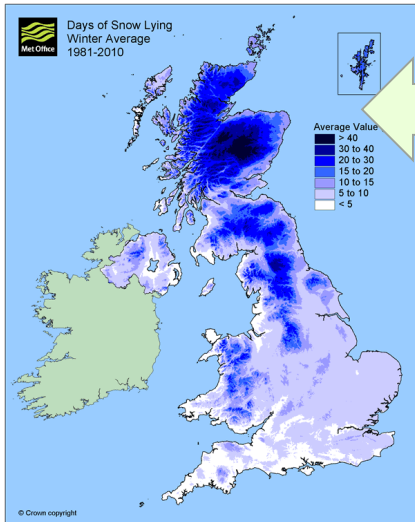 Met Office
Days of Snow Lying
Winter Average
1981-2010
Average Value
> 40
30 to 40
20 to 30
15 to 20
10 to 15
5 to 10
< 5
© Crown copyright